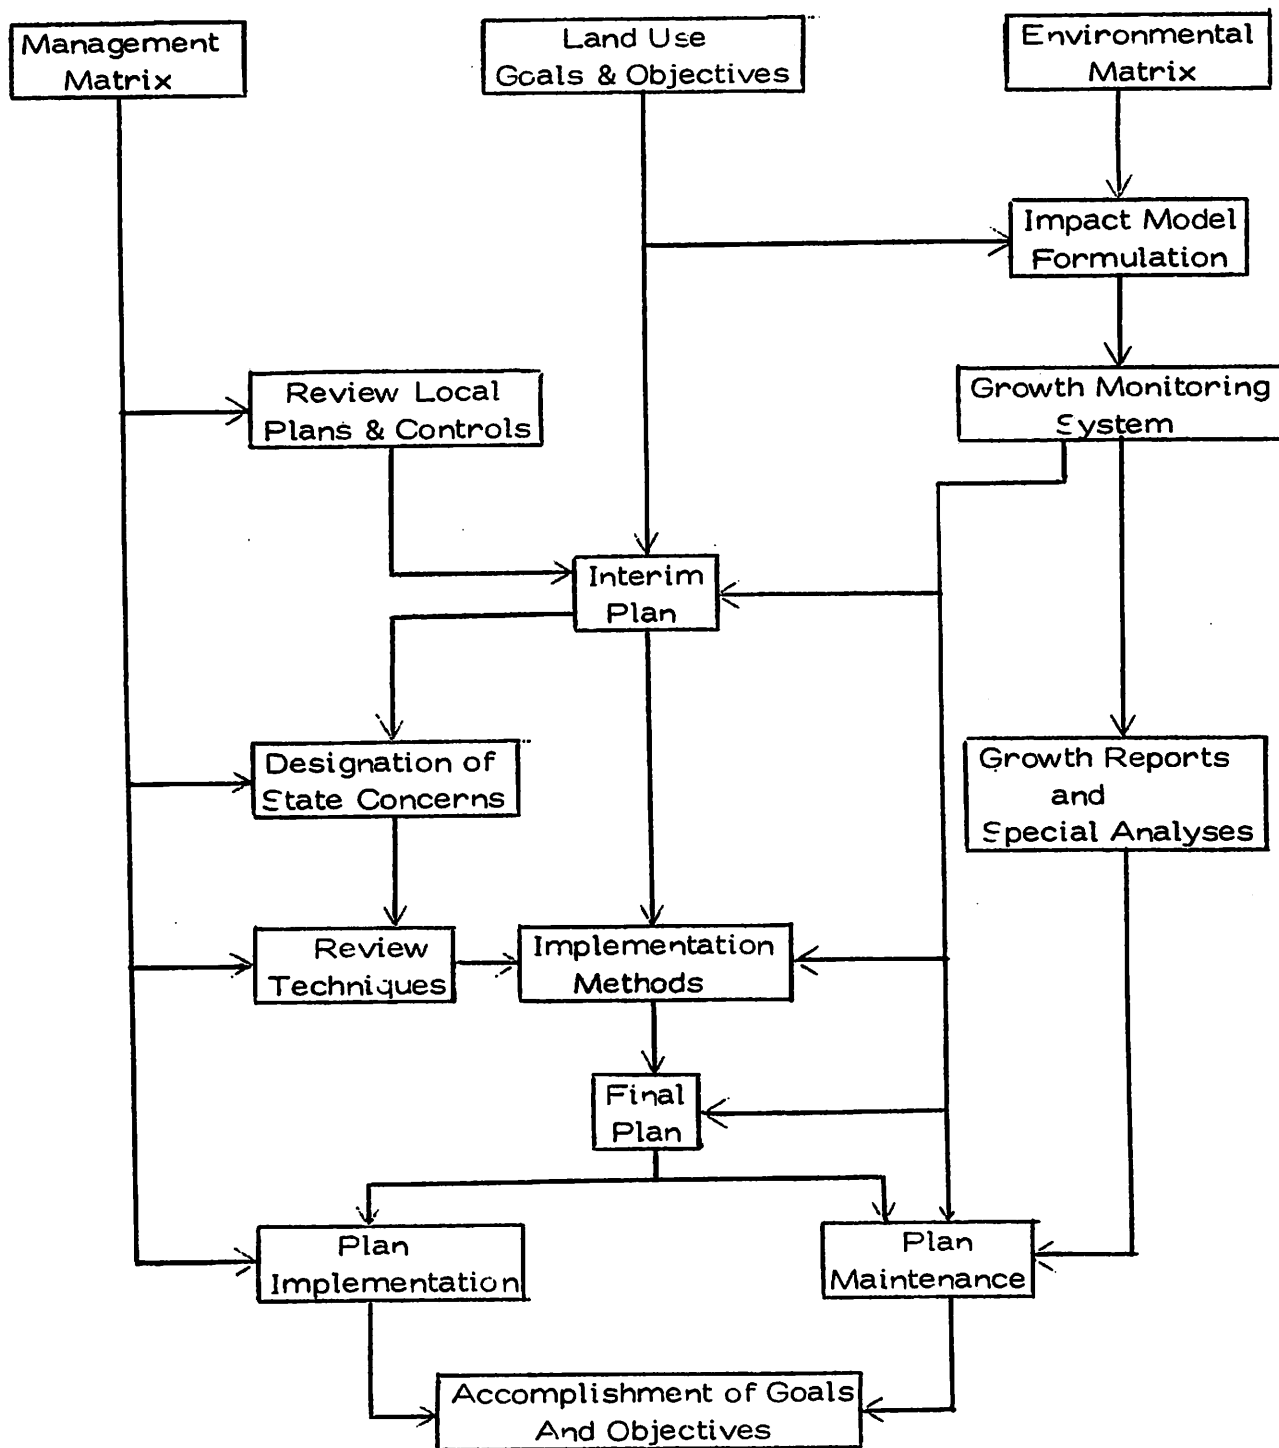 Management
Matrix
Land Use
Goals & Objectives
Environmental
Matrix
Impact Model
Formulation
Review Local
Plans & Controls
Growth Monitoring
System
Interim
Plan
Designation of
State Concerns
Growth Reports
and
Special Analyses
Review
Techniques
Implementation
Methods
Final
Plan
Plan
Implementation
Plan
Maintenance
Accomplishment of Goals
And Objectives